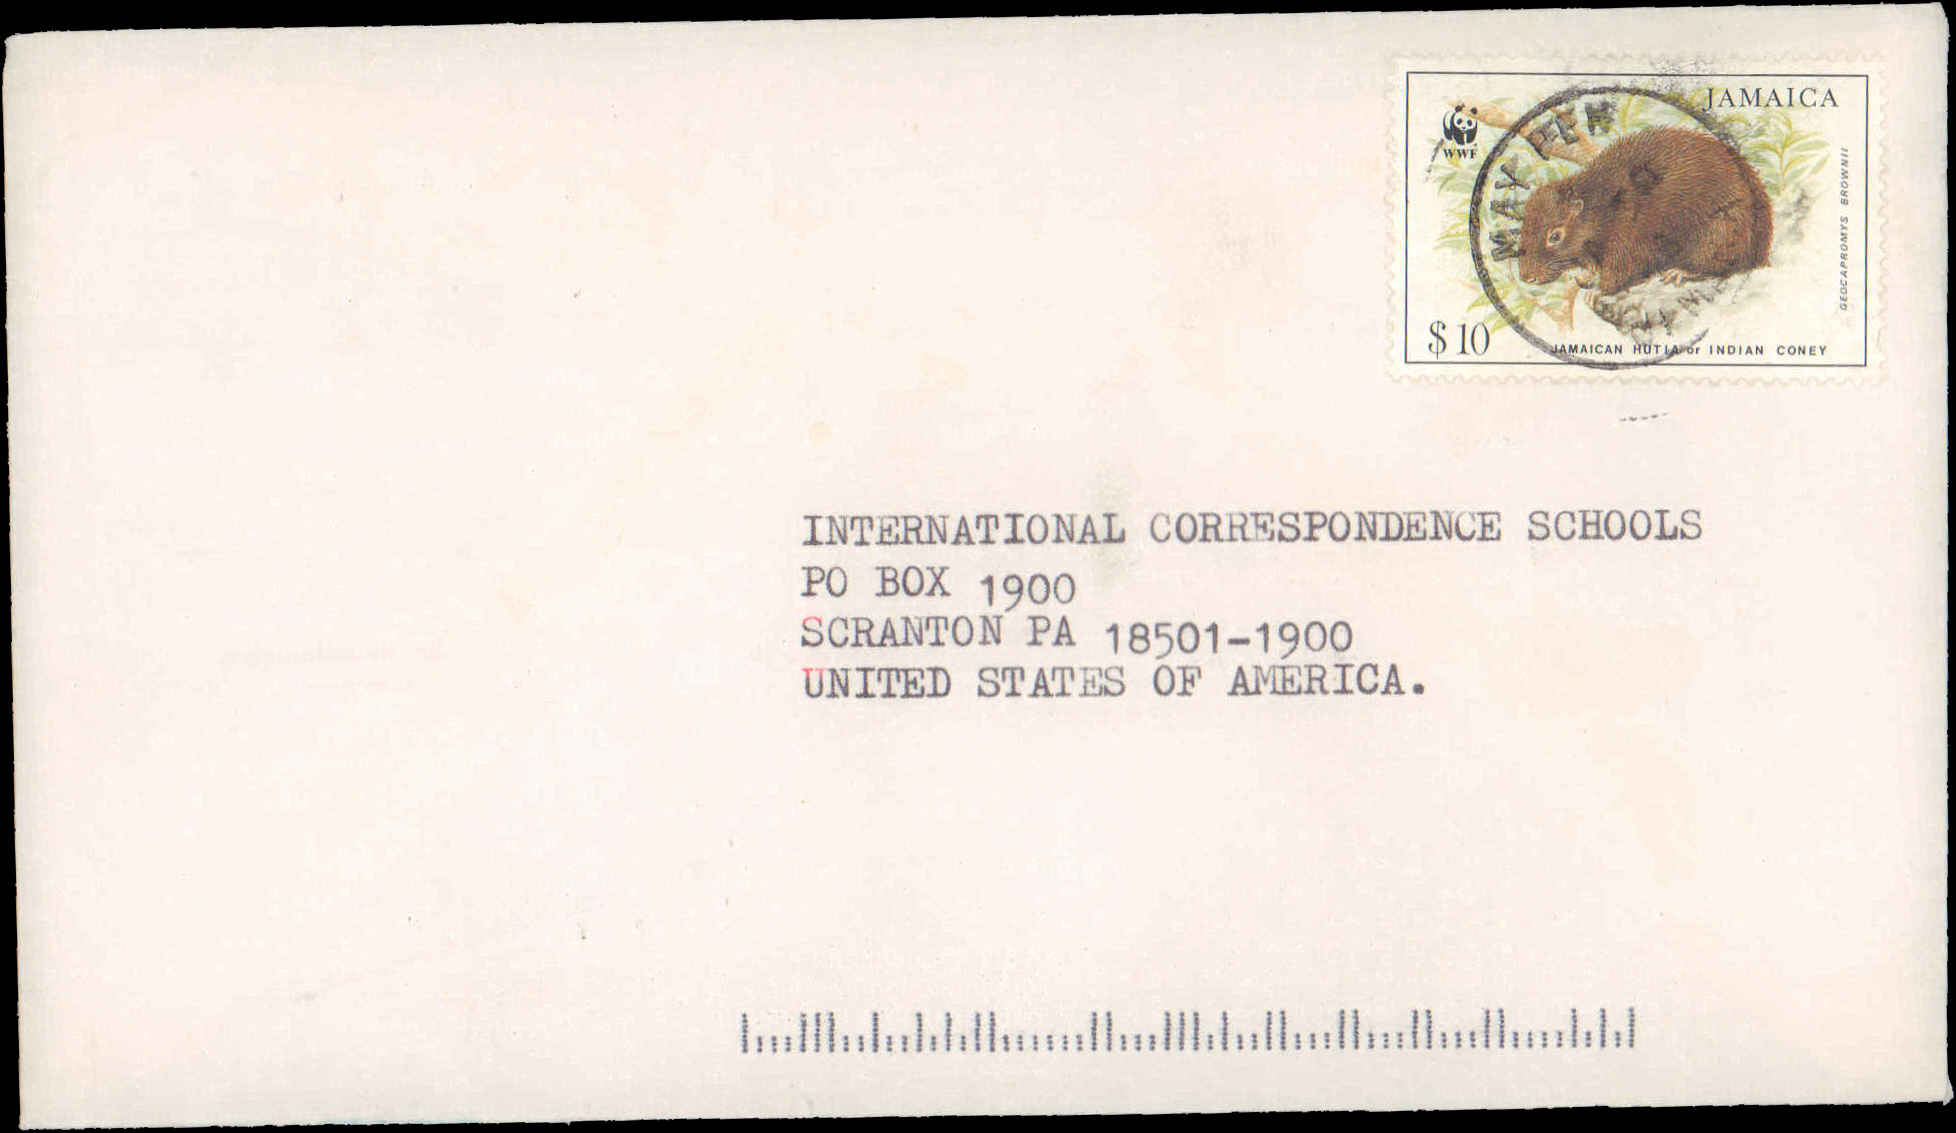 JAMAICA
WWF
MAY PEN
GEOCAPROMYS BROWNII
$10
JAMAICAN HUTIA or INDIAN CONEY
INTERNATIONAL CORRESPONDENCE SCHOOLS
PO BOX 1900
SCRANTON PA 18501-1900
UNITED STATES OF AMERICA.